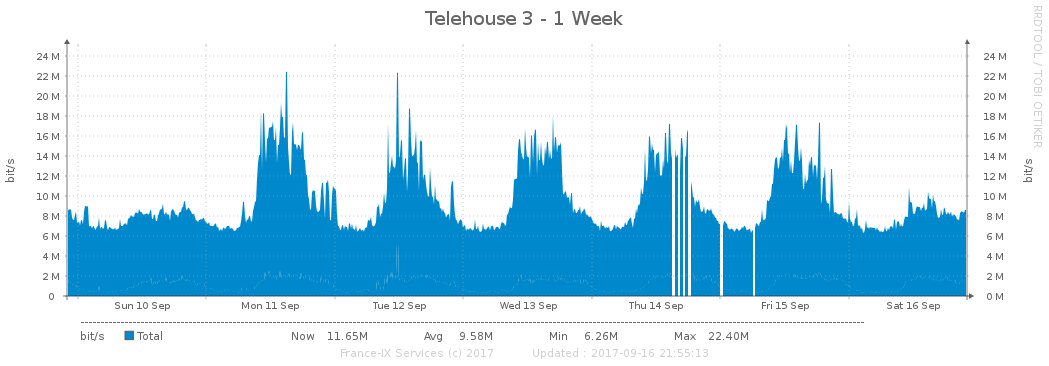 Telehouse 3 - 1 Week
RRDTOOL / TOBI OETIKER
24 M 24 M
22 M 22 M
20 M 20 M
18 M 18 M
16 M 16 M
14 M 14 M
bit/s bit/s
12 M 12 M
10 M 10 M
8 M 8 M
6 M 6 M
4 M 4 M
2 M 2 M
0 0 M
Sun 10 Sep Mon 11 Sep Tue 12 Sep Wed 13 Sep Thu 14 Sep Fri 15 Sep Sat 16 Sep
bit/s Total Now 11.65M Avg 9.58M Min 6.26M Max 22.40M
France-IX Services (c) 2017 Updated : 2017-09-16 21:55:13